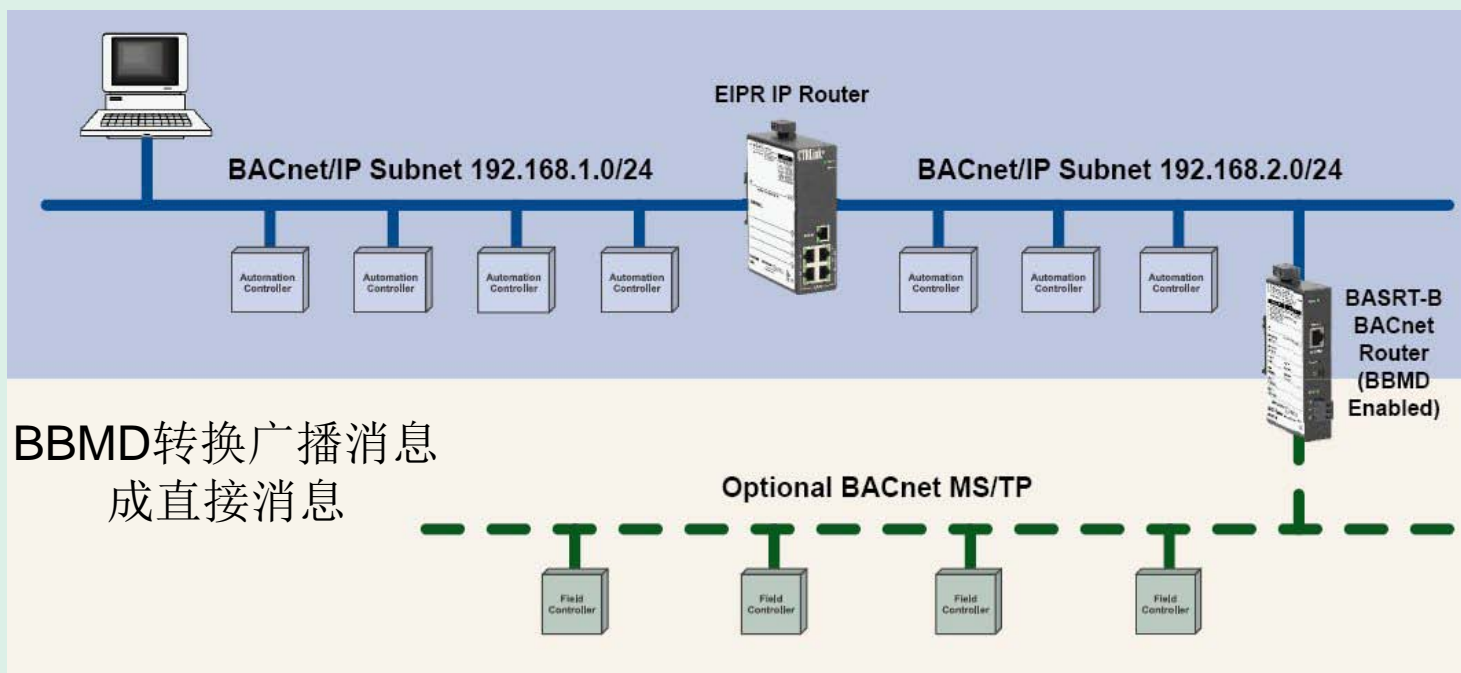 EIPR IP Router
BACnet/IP Subnet 192.168.1.0/24
BACnet/IP Subnet 192.168.2.0/24
CTRLink
Automation
Controller
Automation
Controller
Automation
Controller
Automation
Controller
Automation
Controller
Automation
Controller
Automation
Controller
BASRT-B
BACnet
Router
(BBMD
Enabled)
BBMD转换广播消息
成直接消息
Optional BACnet MS/TP
Field
Controller
Field
Controller
Field
Controller
Field
Controller